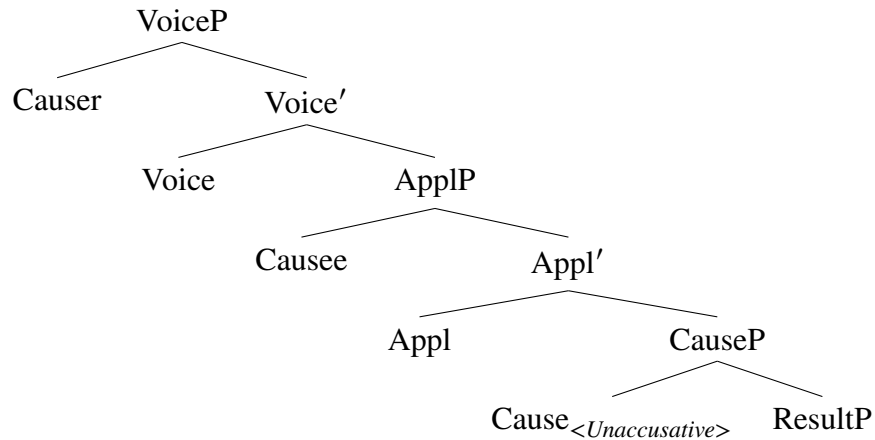 VoiceP
Causer Voice′
Voice ApplP
Causee Appl′
Appl CauseP
Cause<Unaccusative> ResultP